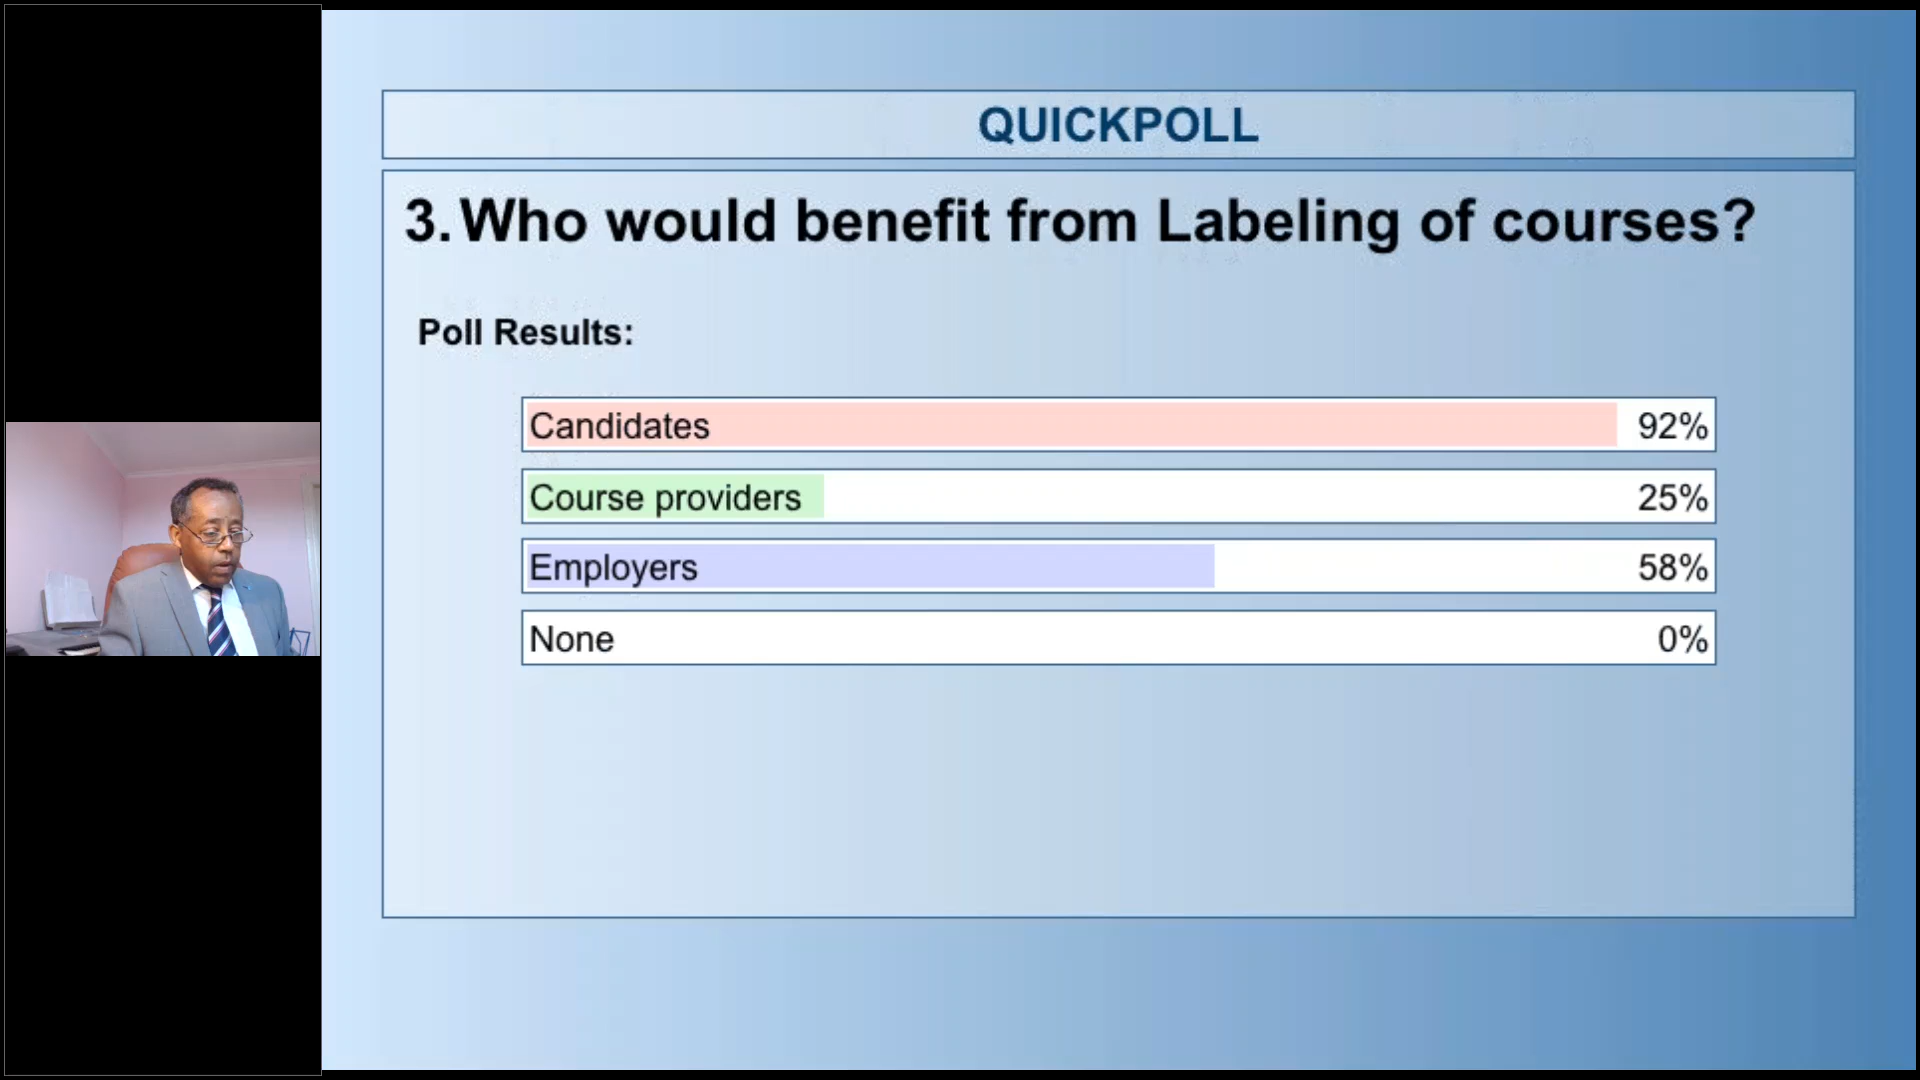 QUICKPOLL
3. Who would benefit from Labeling of courses?
Poll Results:
Candidates 92%
Course providers 25%
Employers 58%
None 0%